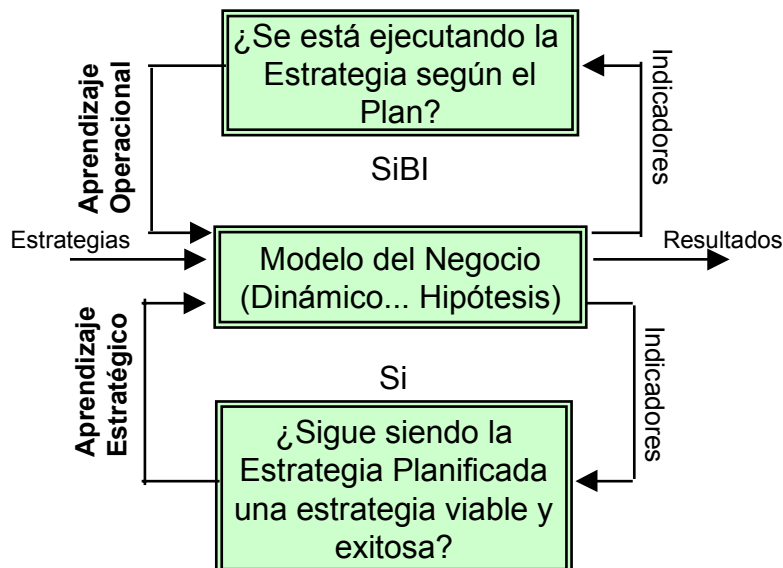 ¿Se está ejecutando la
Estrategia según el
Plan?
Aprendizaje
Operacional
Indicadores
SiBI
Estrategias
Modelo del Negocio
(Dinámico... Hipótesis)
Resultados
Aprendizaje
Estratégico
Indicadores
Si
¿Sigue siendo la
Estrategia Planificada
una estrategia viable y
exitosa?